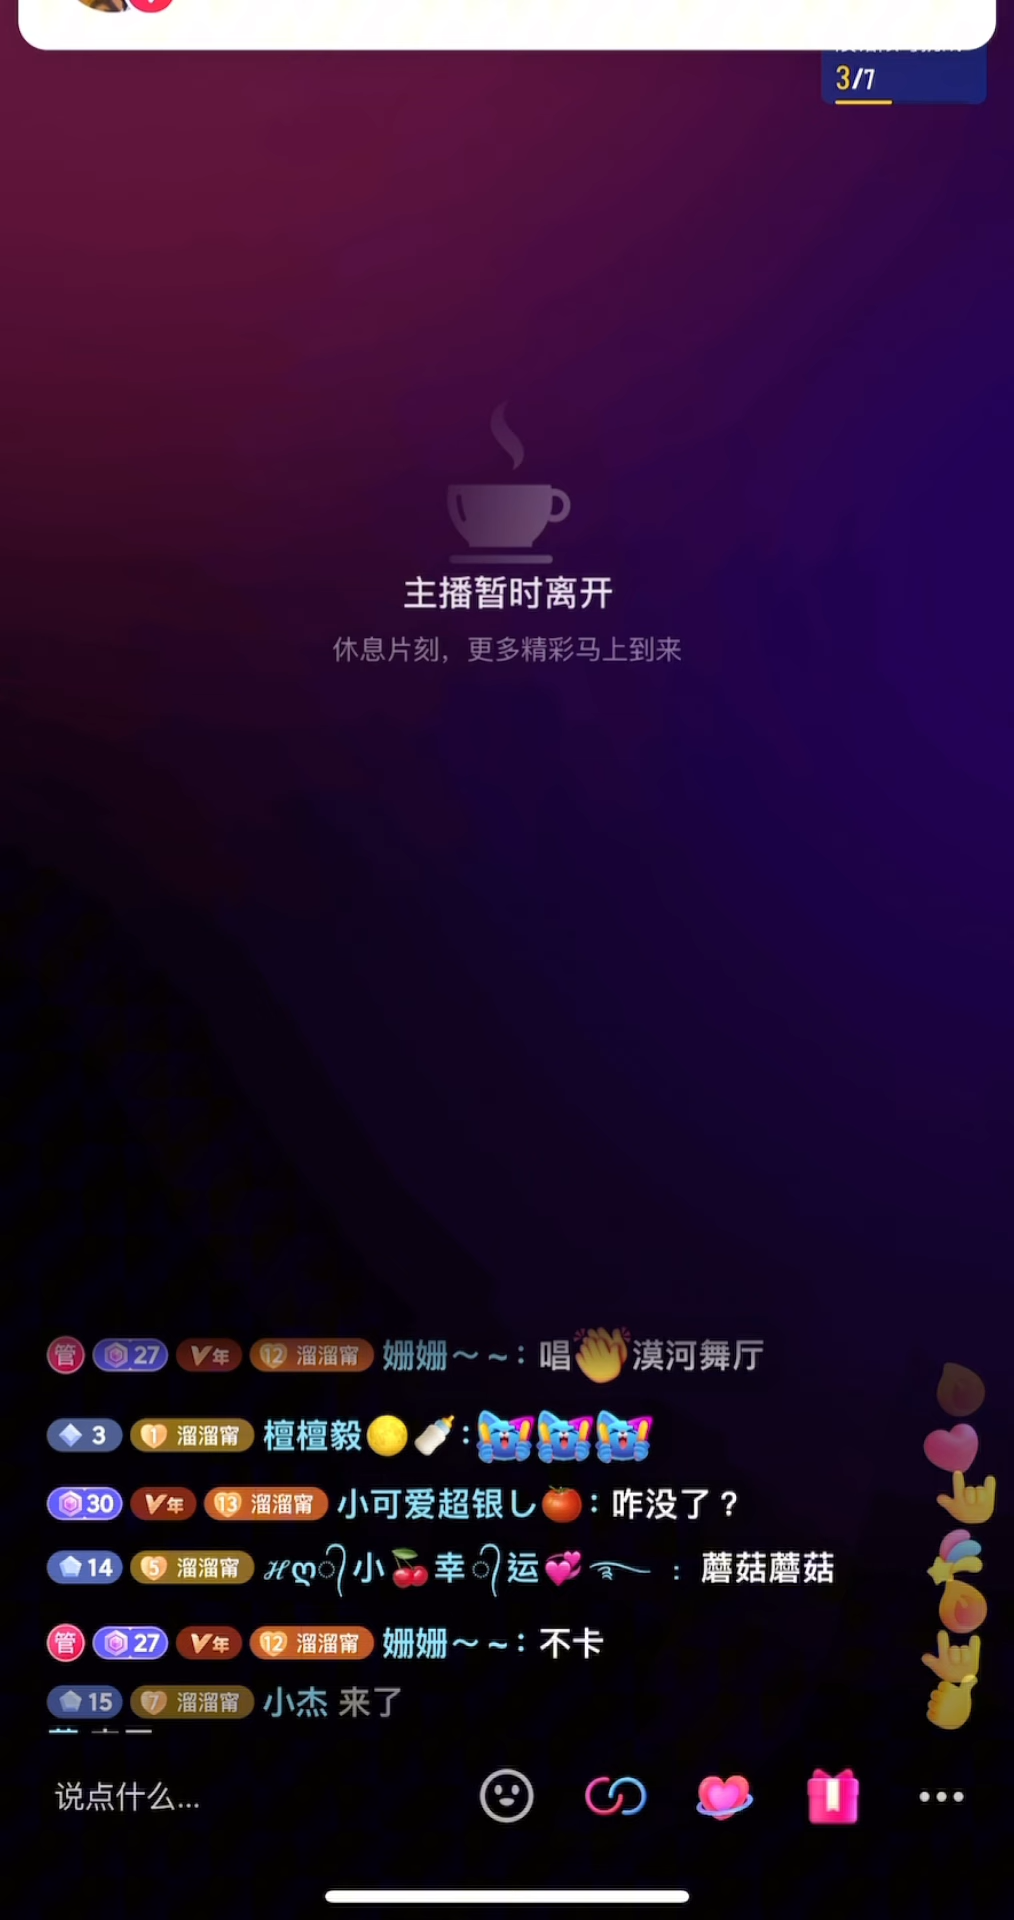 3/7
主播暂时离开
休息片刻，更多精彩马上到来
管 27 V年 12 溜溜甯 姗姗～~：唱👏漠河舞厅
3 1 溜溜甯 檀檀毅🌕🍼：
30 V年 13 溜溜甯 小可爱超银乚🍅：咋没了？
14 5 溜溜甯 ℋღ᭄小🍒幸᭄运💞࿐：蘑菇蘑菇
管 27 V年 12 溜溜甯 姗姗～~：不卡
15 7 溜溜甯 小杰 来了
说点什么...